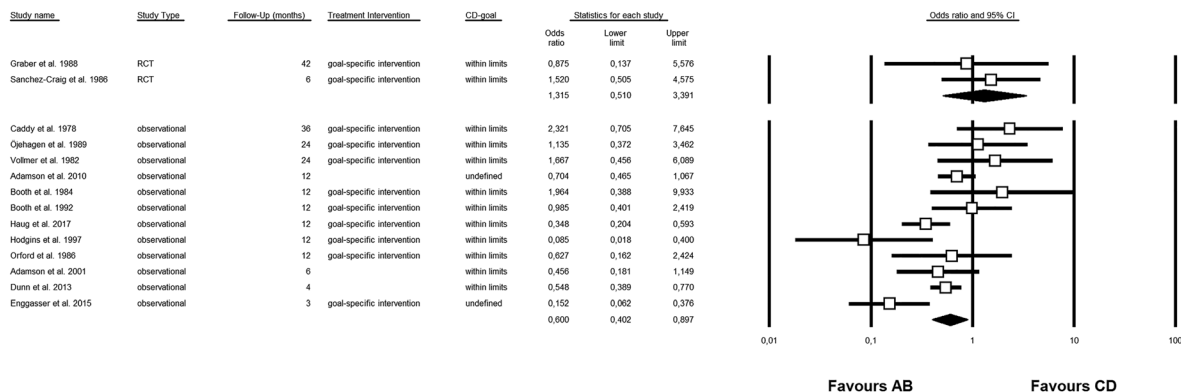 Study name Study Type Follow-Up (months) Treatment Intervention CD-goal Statistics for each study Odds ratio and 95% CI
Odds Lower Upper
ratio limit limit
Graber et al. 1988 RCT 42 goal-specific intervention within limits 0,875 0,137 5,576
Sanchez-Craig et al. 1986 RCT 6 goal-specific intervention within limits 1,520 0,505 4,575
1,315 0,510 3,391
Caddy et al. 1978 observational 36 goal-specific intervention within limits 2,321 0,705 7,645
Öjehagen et al. 1989 observational 24 goal-specific intervention within limits 1,135 0,372 3,462
Vollmer et al. 1982 observational 24 goal-specific intervention within limits 1,667 0,456 6,089
Adamson et al. 2010 observational 12 undefined 0,704 0,465 1,067
Booth et al. 1984 observational 12 goal-specific intervention within limits 1,964 0,388 9,933
Booth et al. 1992 observational 12 goal-specific intervention within limits 0,985 0,401 2,419
Haug et al. 2017 observational 12 goal-specific intervention within limits 0,348 0,204 0,593
Hodgins et al. 1997 observational 12 goal-specific intervention within limits 0,085 0,018 0,400
Orford et al. 1986 observational 12 goal-specific intervention within limits 0,627 0,162 2,424
Adamson et al. 2001 observational 6 within limits 0,456 0,181 1,149
Dunn et al. 2013 observational 4 within limits 0,548 0,389 0,770
Enggasser et al. 2015 observational 3 goal-specific intervention undefined 0,152 0,062 0,376
0,600 0,402 0,897
0,01 0,1 1 10 100
Favours AB Favours CD